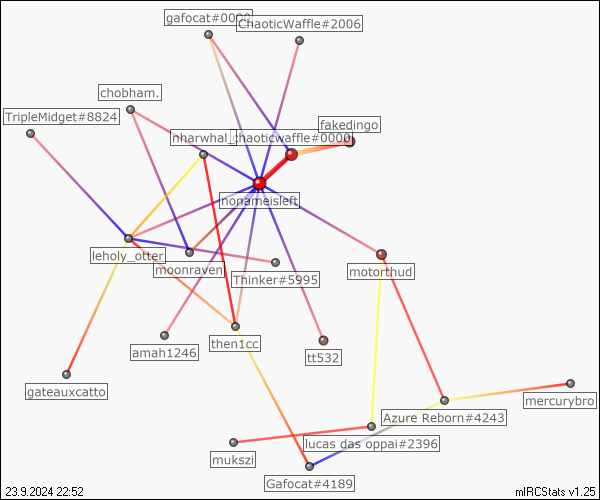 gafocat#0000
ChaoticWaffle#2006
chobham.
TripleMidget#8824
fakedingo
nharwhal_
chaoticwaffle#0000
nonameisleft
leholy_otter
moonraven
Thinker#5995
motorthud
then1cc
amah1246
tt532
gateauxcatto
mercurybro
Azure Reborn#4243
lucas das oppai#2396
mukszi
Gafocat#4189
23.9.2024 22:52
mIRCStats v1.25